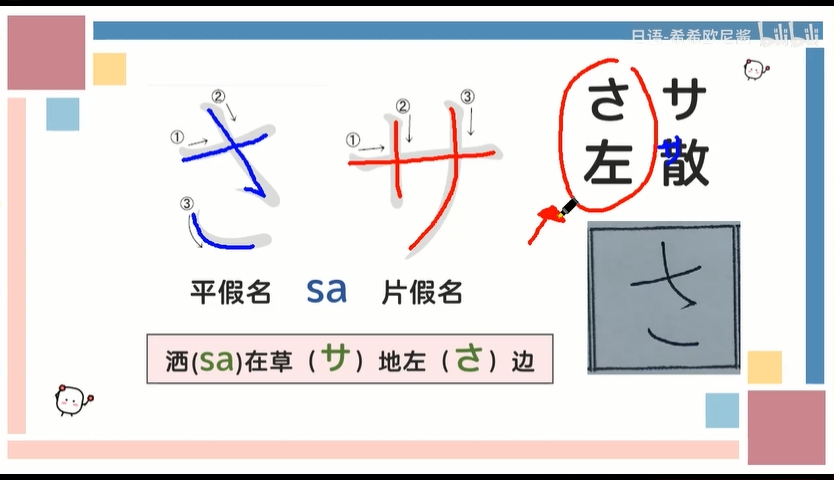 日语-希希欧尼酱 bilibili
① ② さ ③
① ② ③ サ
さ サ
左 散
さ
平假名 sa 片假名
洒(sa)在草（サ）地左（さ）边